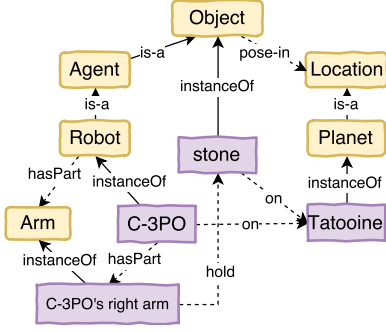 Object
is-a
pose-in
Agent
Location
instanceOf
is-a
is-a
Robot
Planet
stone
hasPart
instanceOf
instanceOf
on
Arm
C-3PO
on
Tatooine
instanceOf
hasPart
hold
C-3PO's right arm